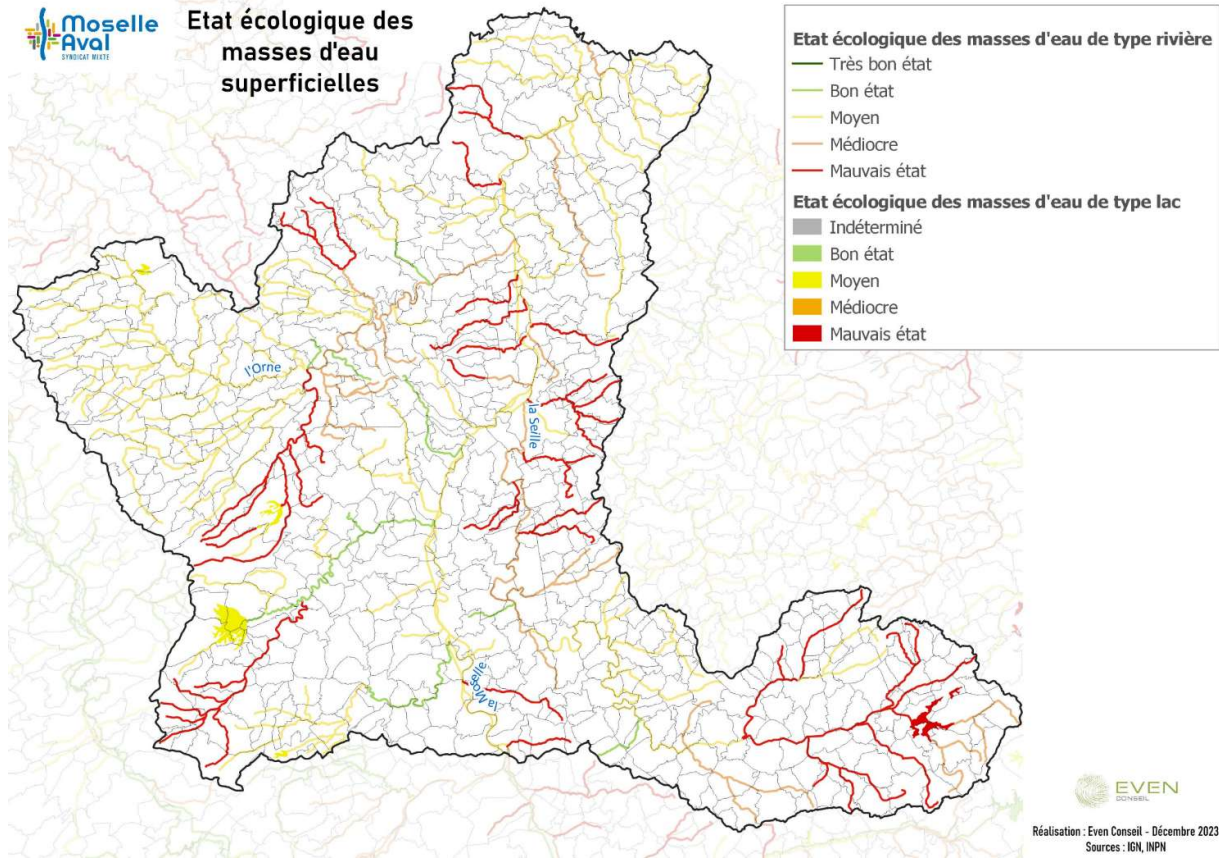 Moselle
Aval
SYNDICAT MIXTE
Etat écologique des
masses d'eau
superficielles
Etat écologique des masses d'eau de type rivière
Très bon état
Bon état
Moyen
Médiocre
Mauvais état
Etat écologique des masses d'eau de type lac
Indéterminé
Bon état
Moyen
Médiocre
Mauvais état
l'Orne
la Seille
la Moselle
EVEN
CONSEIL
Réalisation : Even Conseil - Décembre 2023
Sources : IGN, INPN